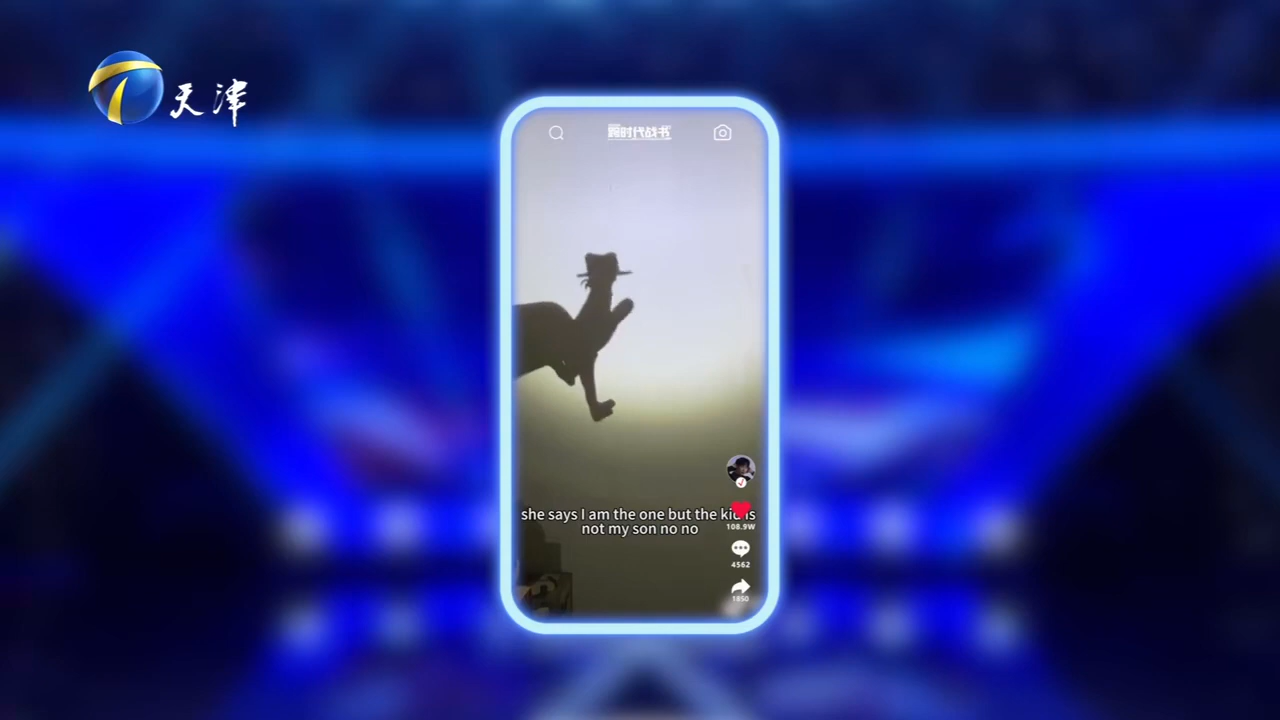 天津
跨时代战书
she says I am the one but the kid is
not my son no no
108.9W
4562
1850